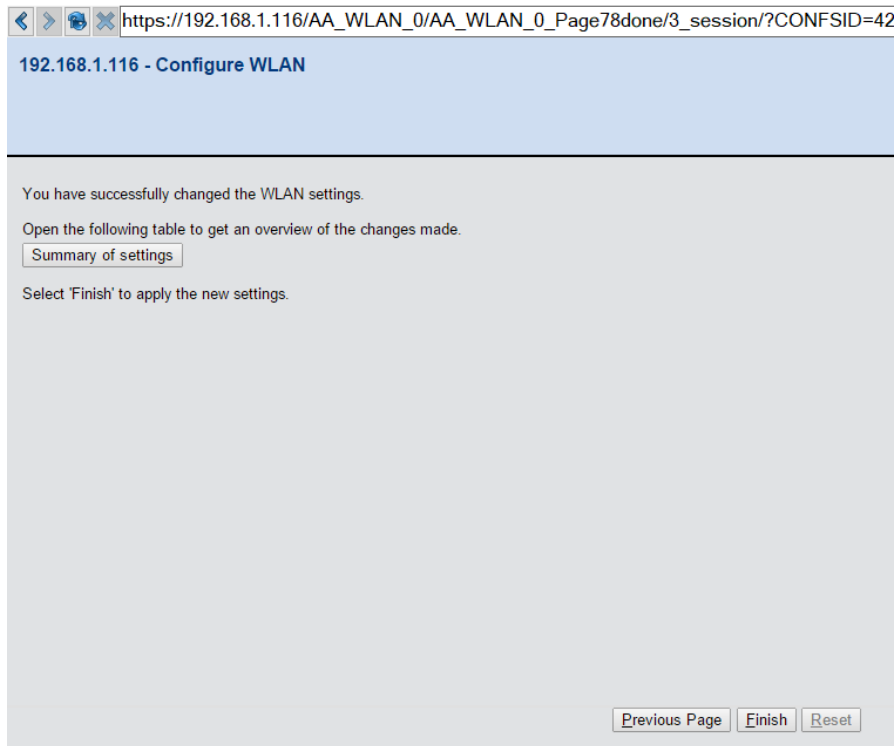 https://192.168.1.116/AA_WLAN_0/AA_WLAN_0_Page78done/3_session/?CONFSID=42
192.168.1.116 - Configure WLAN
You have successfully changed the WLAN settings.
Open the following table to get an overview of the changes made.
Summary of settings
Select 'Finish' to apply the new settings.
Previous Page Finish Reset